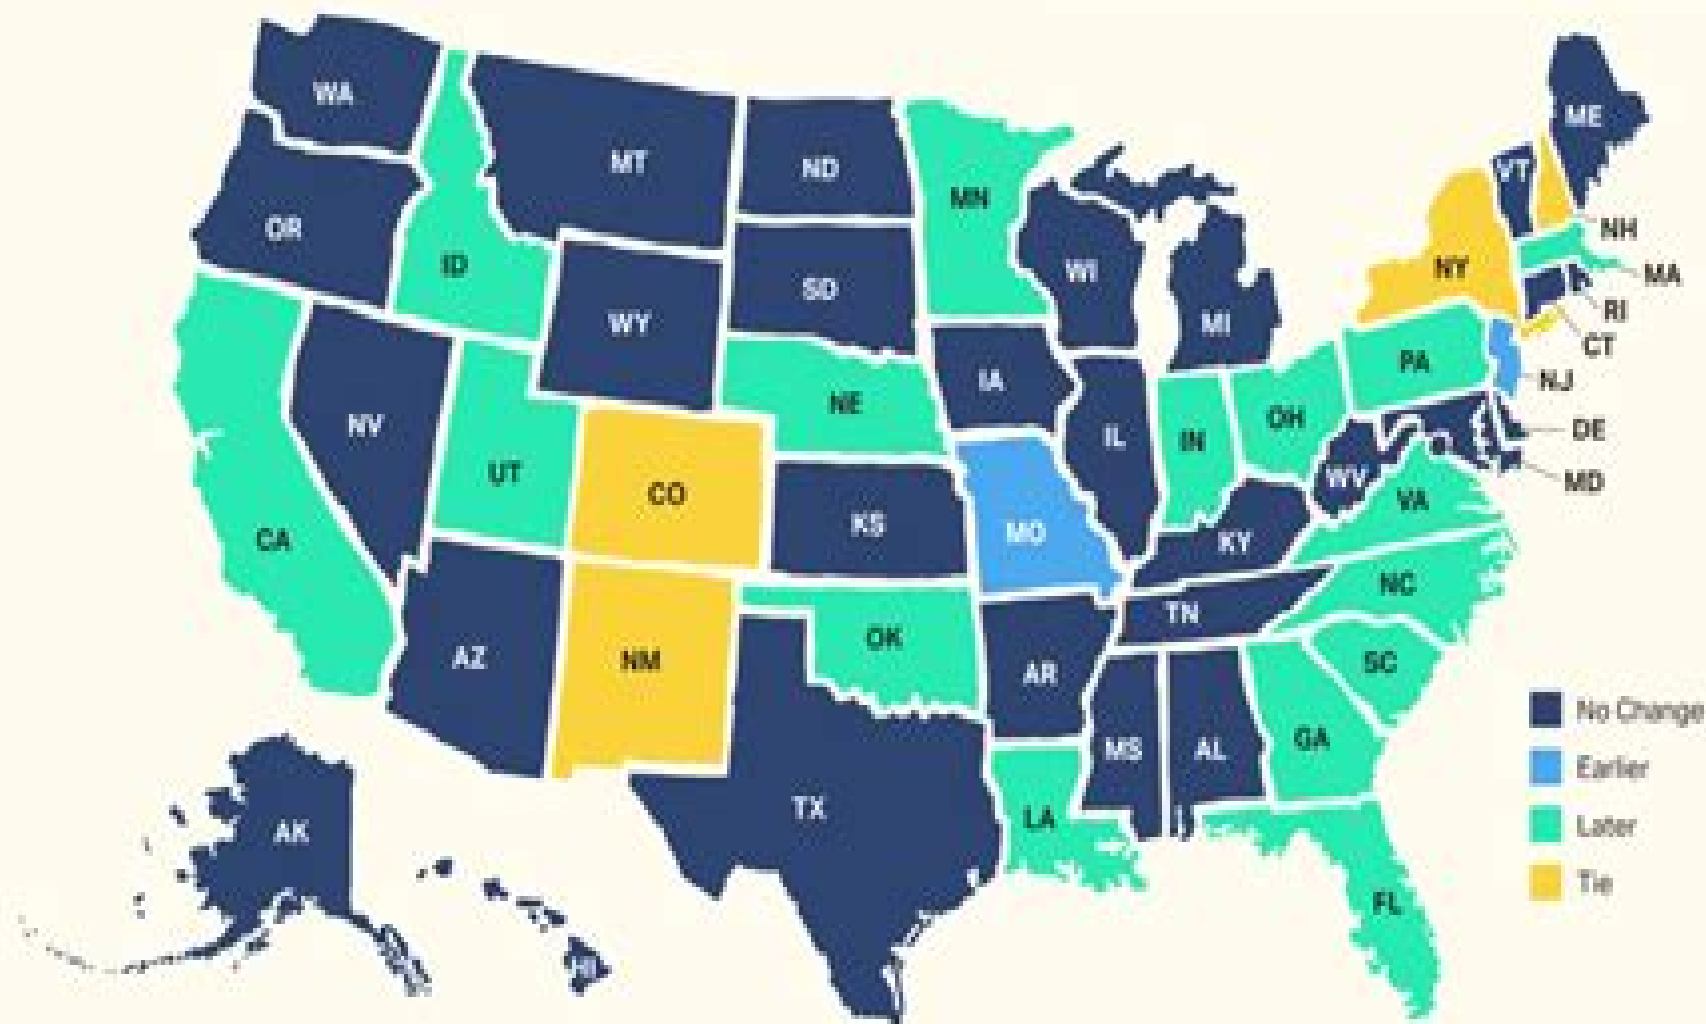 WA
MT
ND
MN
ME
VT
OR
ID
SD
WI
NY
NH
MA
WY
MI
RI
CT
IA
PA
NJ
NV
NE
IL
IN
OH
DE
UT
CO
WV
MD
KS
MO
VA
CA
KY
NC
AZ
NM
OK
TN
AR
SC
MS
AL
GA
TX
LA
AK
FL
HI
No Change
Earlier
Later
Tie